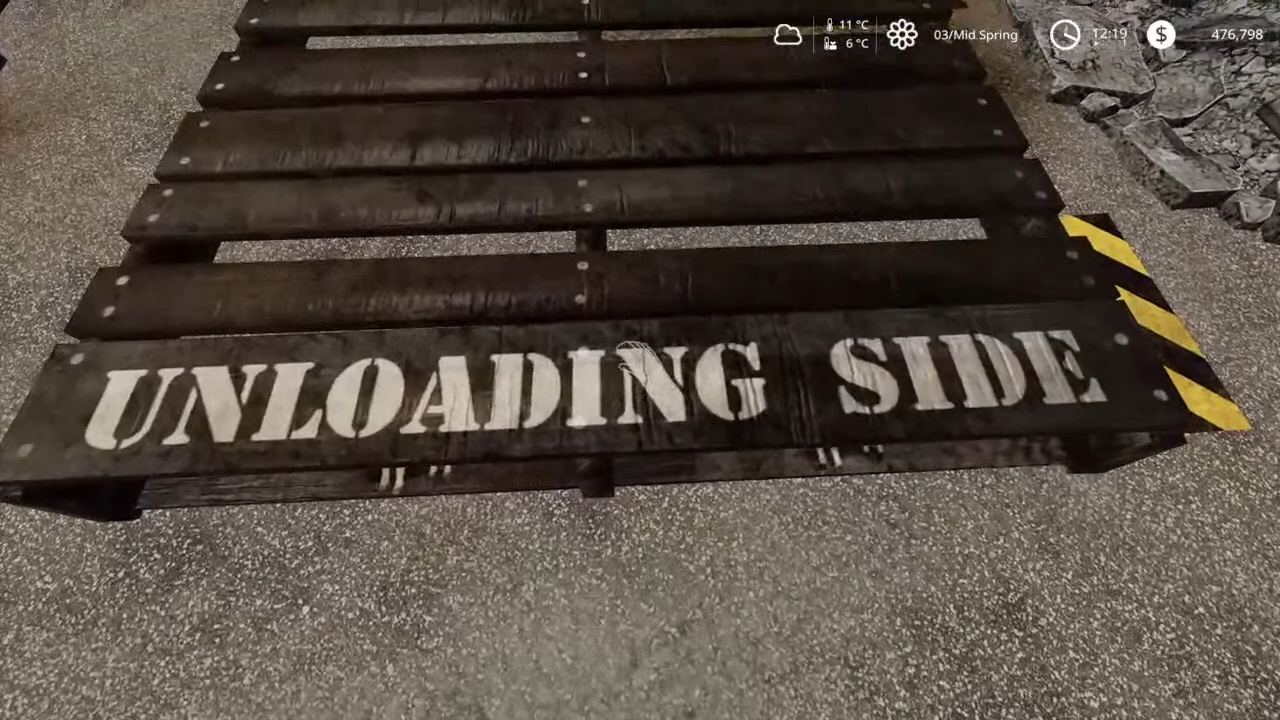 11 °C
6 °C
03/Mid Spring
12:19
$
476,798
UNLOADING SIDE